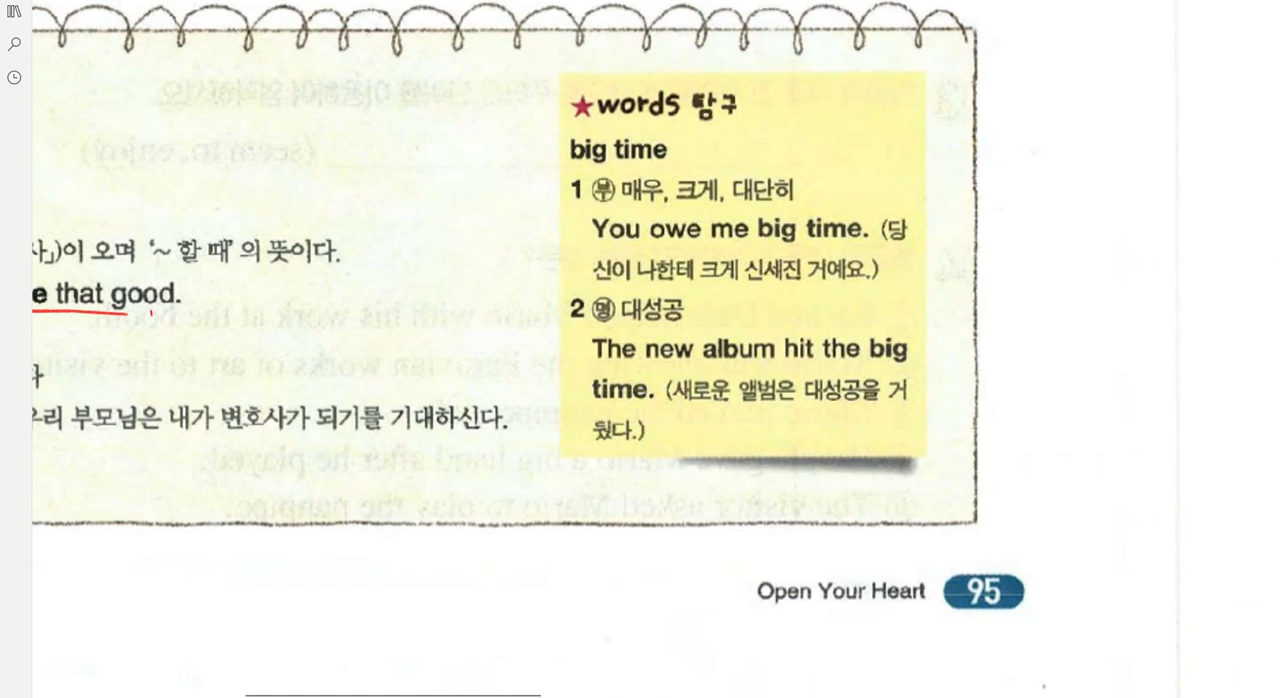 사」)이 오며 '~ 할 때' 의 뜻이다.
e that good.
우리 부모님은 내가 변호사가 되기를 기대하신다.
★words 탐구
big time
1 ㉾ 매우, 크게, 대단히
You owe me big time. (당
신이 나한테 크게 신세진 거예요.)
2 명 대성공
The new album hit the big
time. (새로운 앨범은 대성공을 거
뒀다.)
Open Your Heart 95